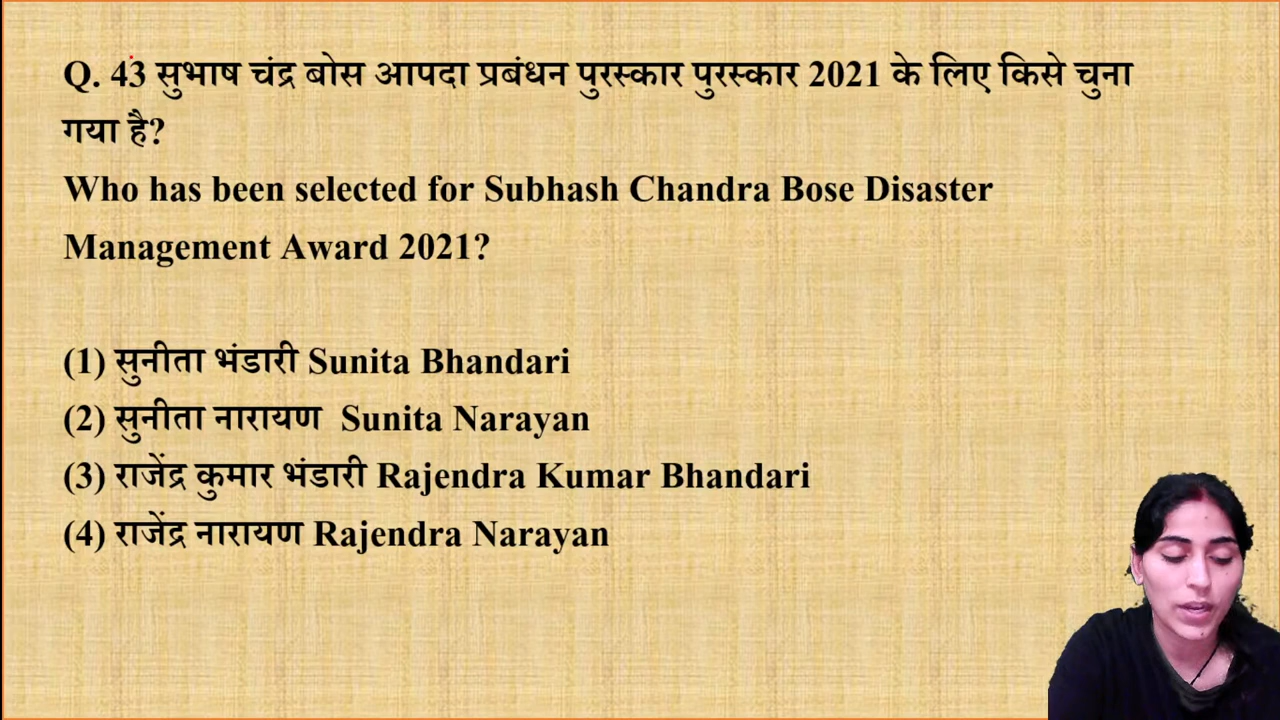 Q. 43 सुभाष चंद्र बोस आपदा प्रबंधन पुरस्कार पुरस्कार 2021 के लिए किसे चुना
गया है?
Who has been selected for Subhash Chandra Bose Disaster
Management Award 2021?
(1) सुनीता भंडारी Sunita Bhandari
(2) सुनीता नारायण Sunita Narayan
(3) राजेंद्र कुमार भंडारी Rajendra Kumar Bhandari
(4) राजेंद्र नारायण Rajendra Narayan